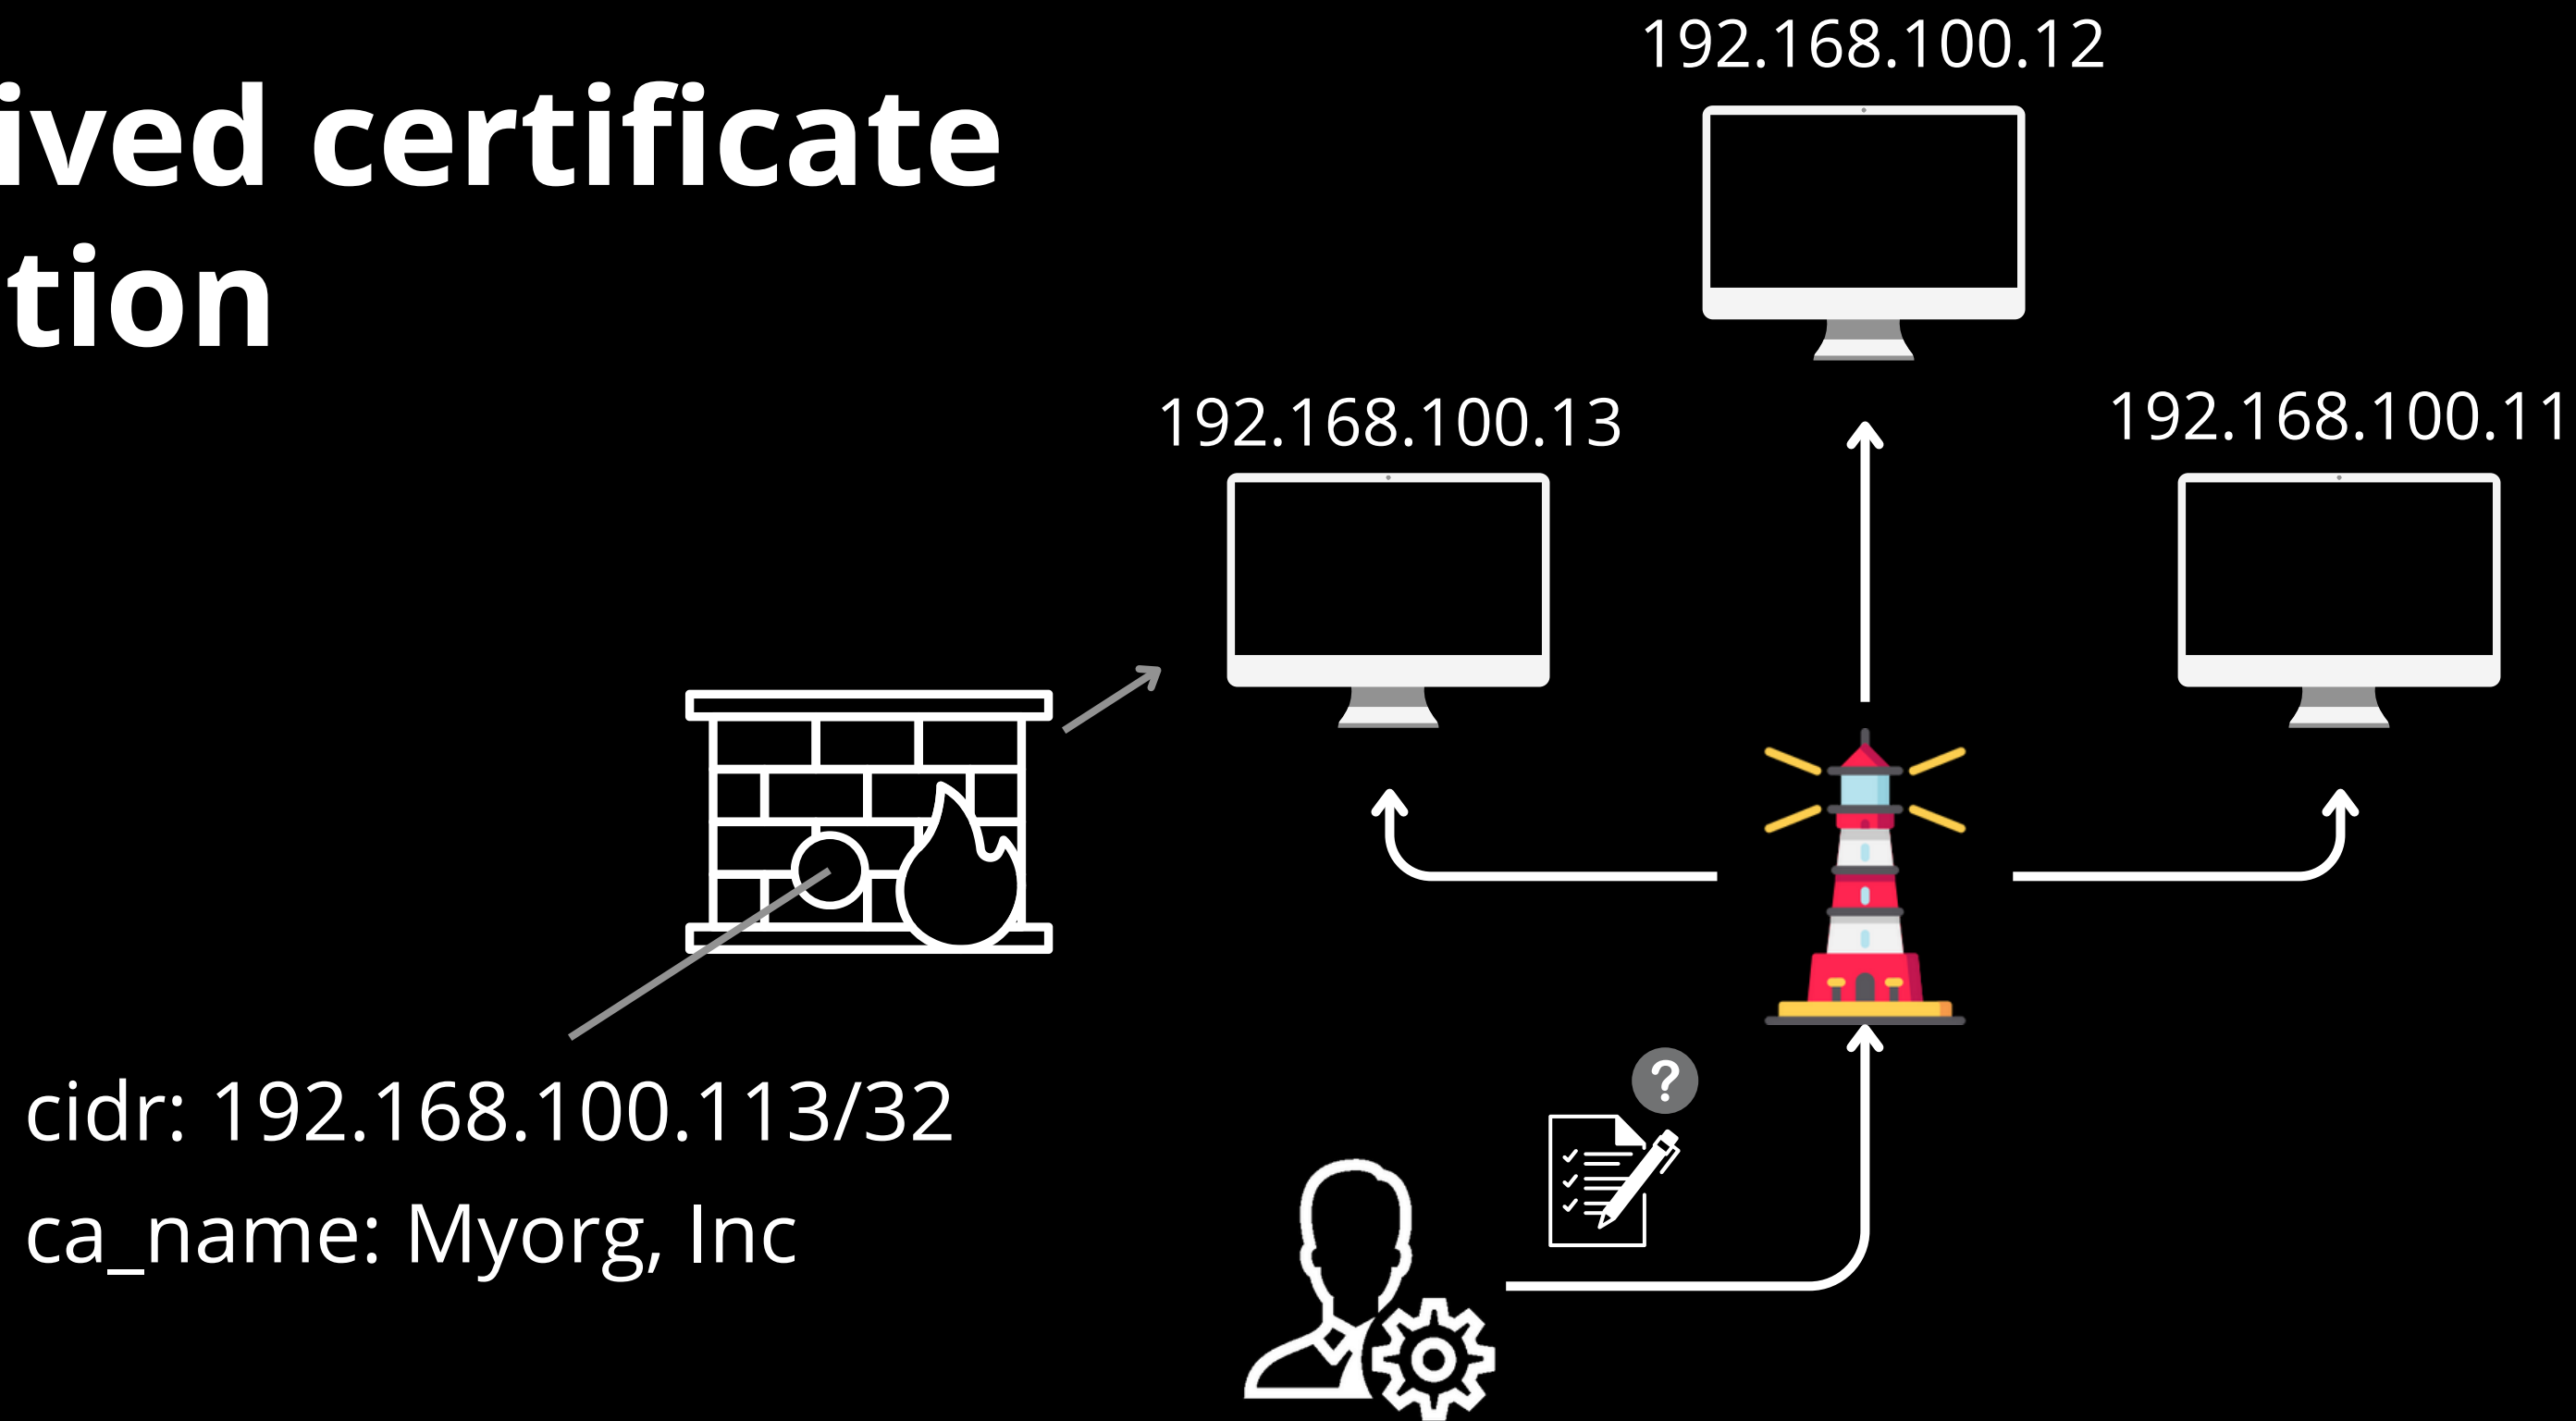 ived certificate
tion
192.168.100.12
192.168.100.13
192.168.100.11
cidr: 192.168.100.113/32
ca_name: Myorg, Inc
?